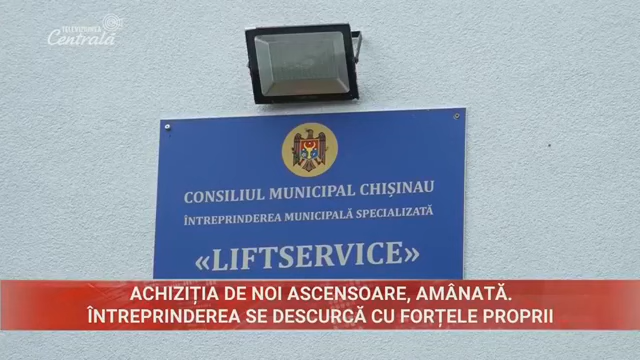 TELEVIZIUNEA
Centrală
CONSILIUL MUNICIPAL CHIȘINAU
ÎNTREPRINDEREA MUNICIPALĂ SPECIALIZATĂ
«LIFTSERVICE»
ACHIZIȚIA DE NOI ASCENSOARE, AMÂNATĂ.
ÎNTREPRINDEREA SE DESCURCĂ CU FORȚELE PROPRII